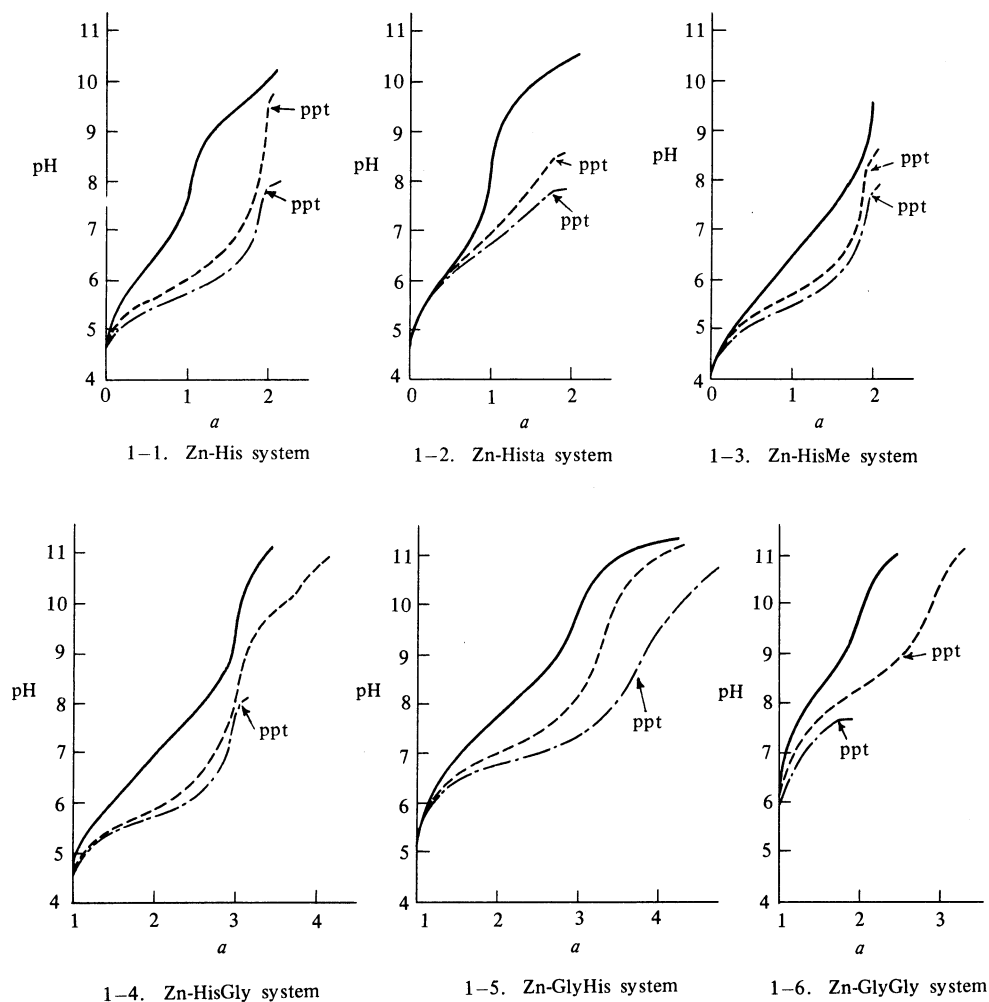 11
10
9
8
7
6
5
4
pH
ppt
ppt
0 1 2
a
1–1. Zn-His system
11
10
9
8
7
6
5
4
pH
ppt
ppt
0 1 2
a
1–2. Zn-Hista system
11
10
9
8
7
6
5
4
pH
ppt
ppt
0 1 2
a
1–3. Zn-HisMe system
11
10
9
8
7
6
5
4
pH
ppt
1 2 3 4
a
1–4. Zn-HisGly system
11
10
9
8
7
6
5
4
pH
ppt
1 2 3 4
a
1–5. Zn-GlyHis system
11
10
9
8
7
6
5
4
pH
ppt
ppt
1 2 3
a
1–6. Zn-GlyGly system